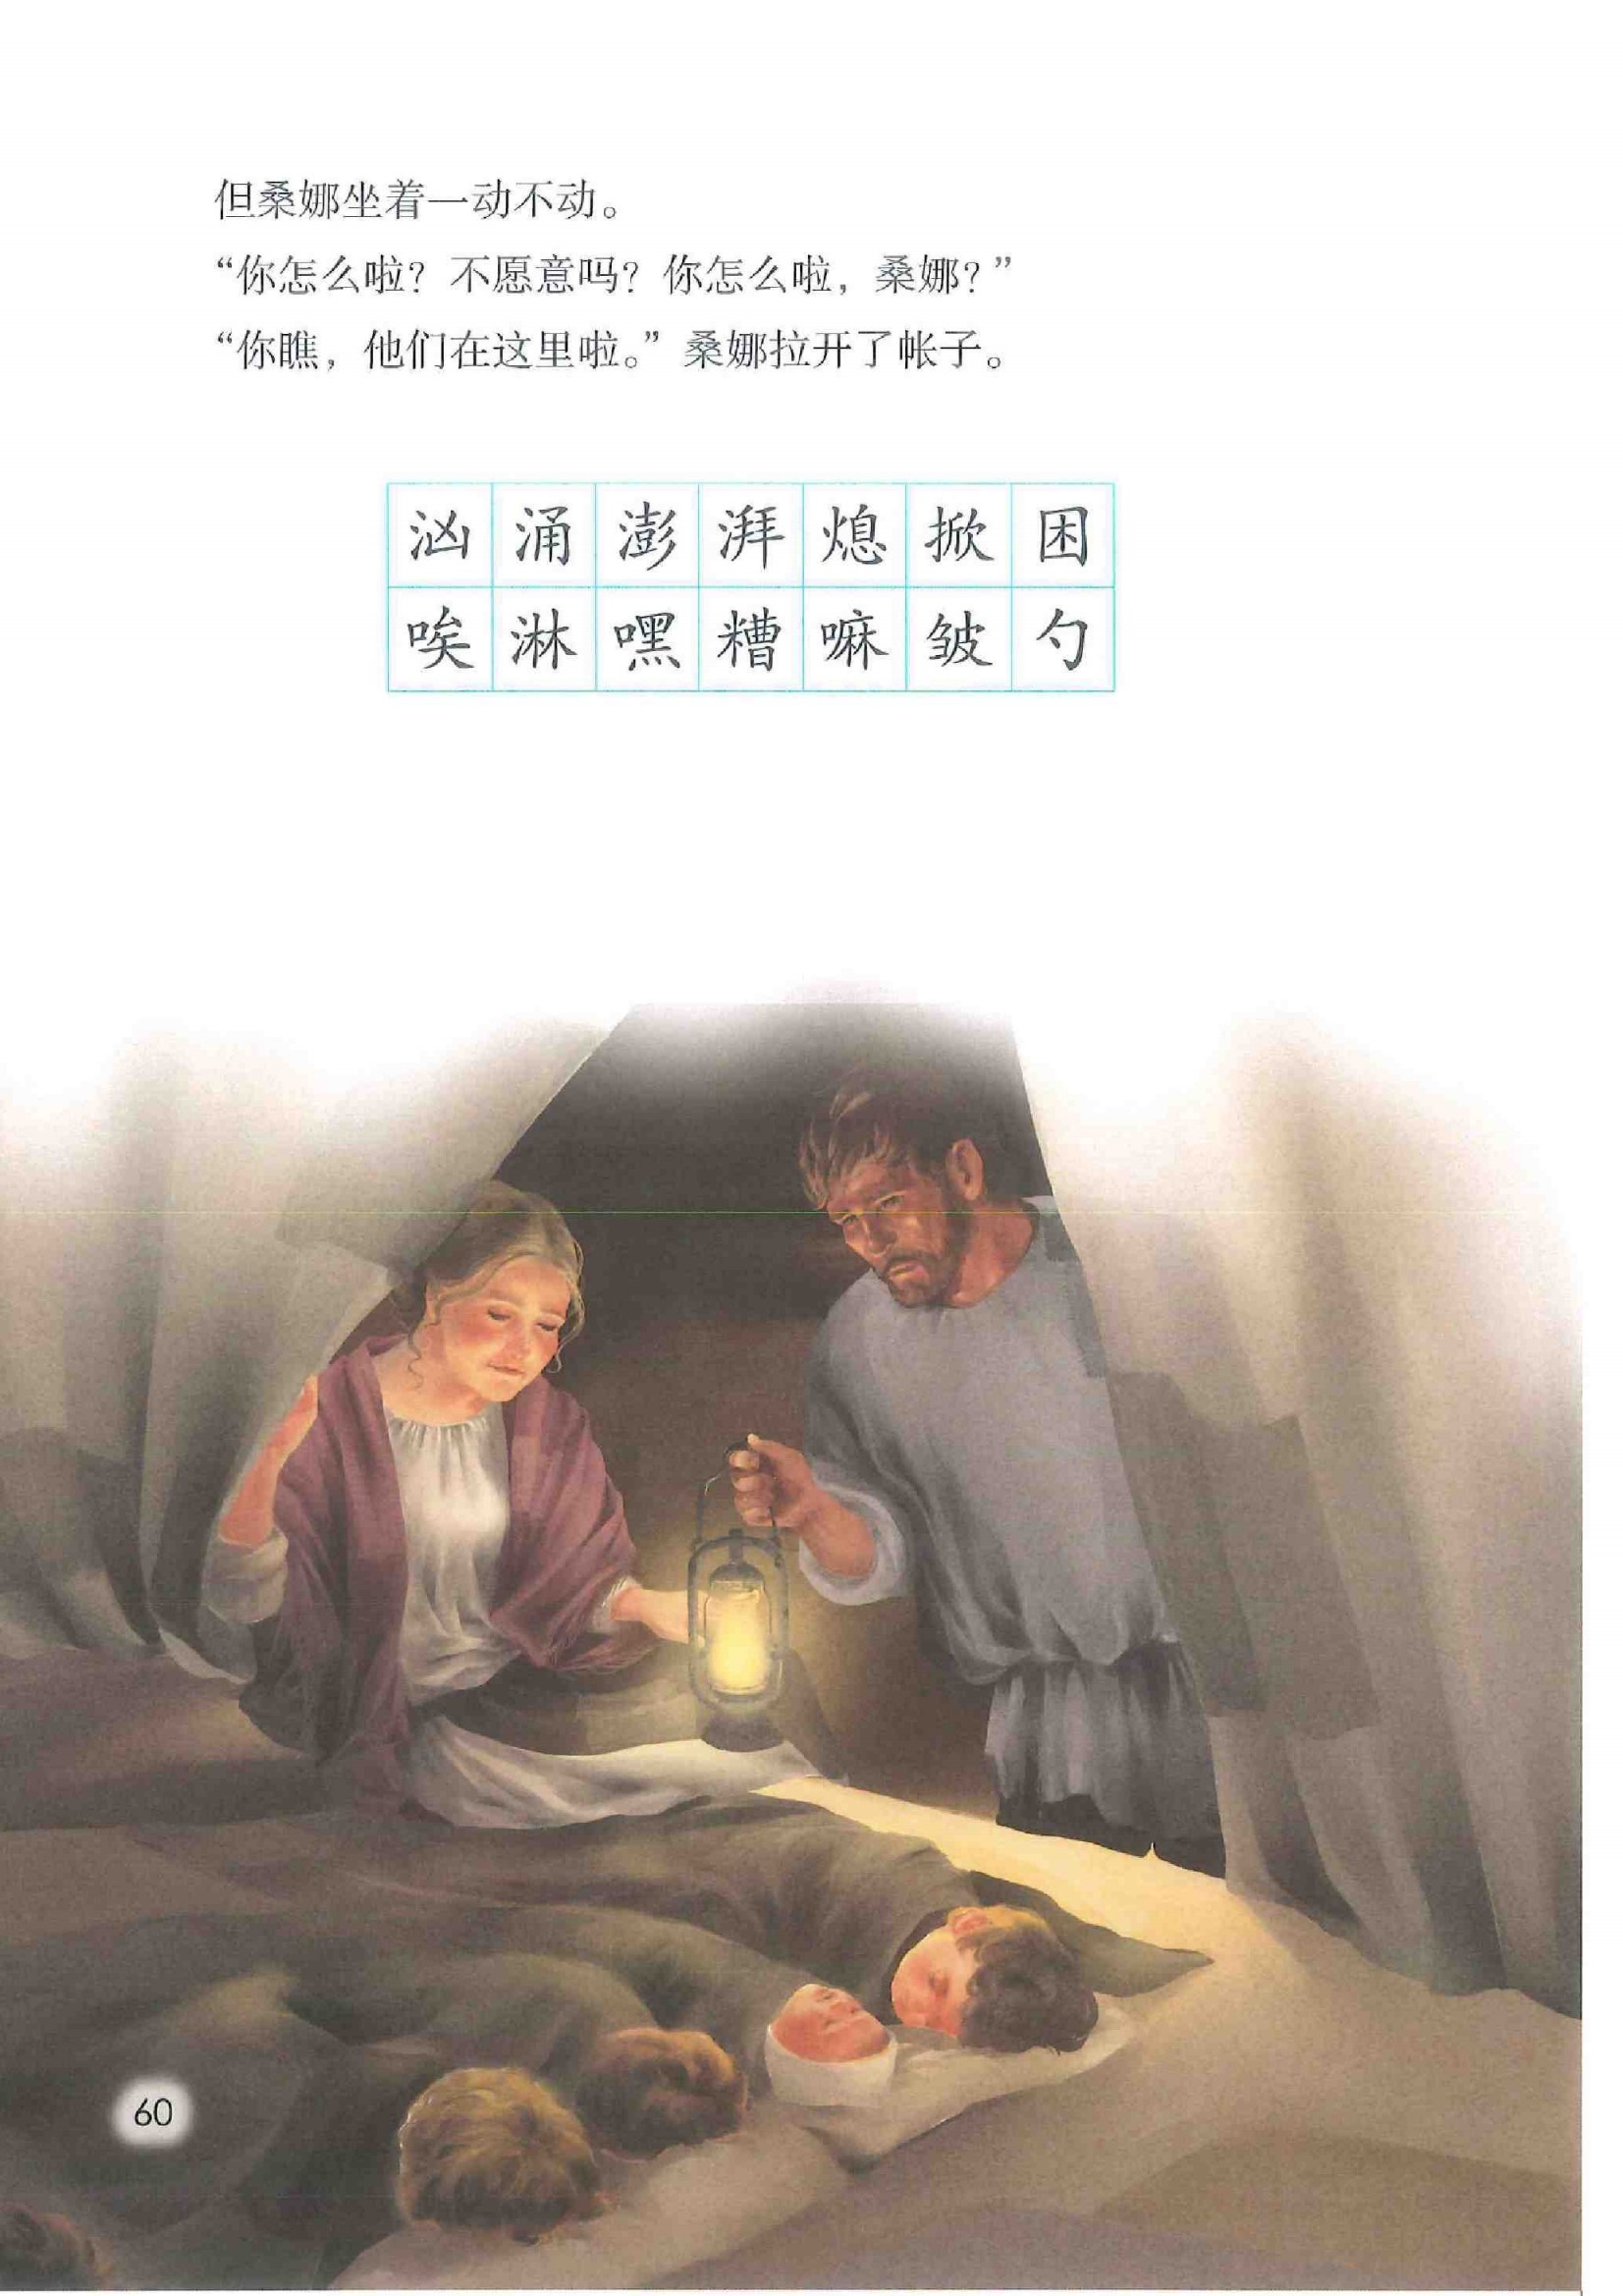 但桑娜坐着一动不动。
“你怎么啦？不愿意吗？你怎么啦，桑娜？”
“你瞧，他们在这里啦。”桑娜拉开了帐子。
汹 涌 澎 湃 熄 掀 困
唉 淋 嘿 糟 嘛 皱 勺
60